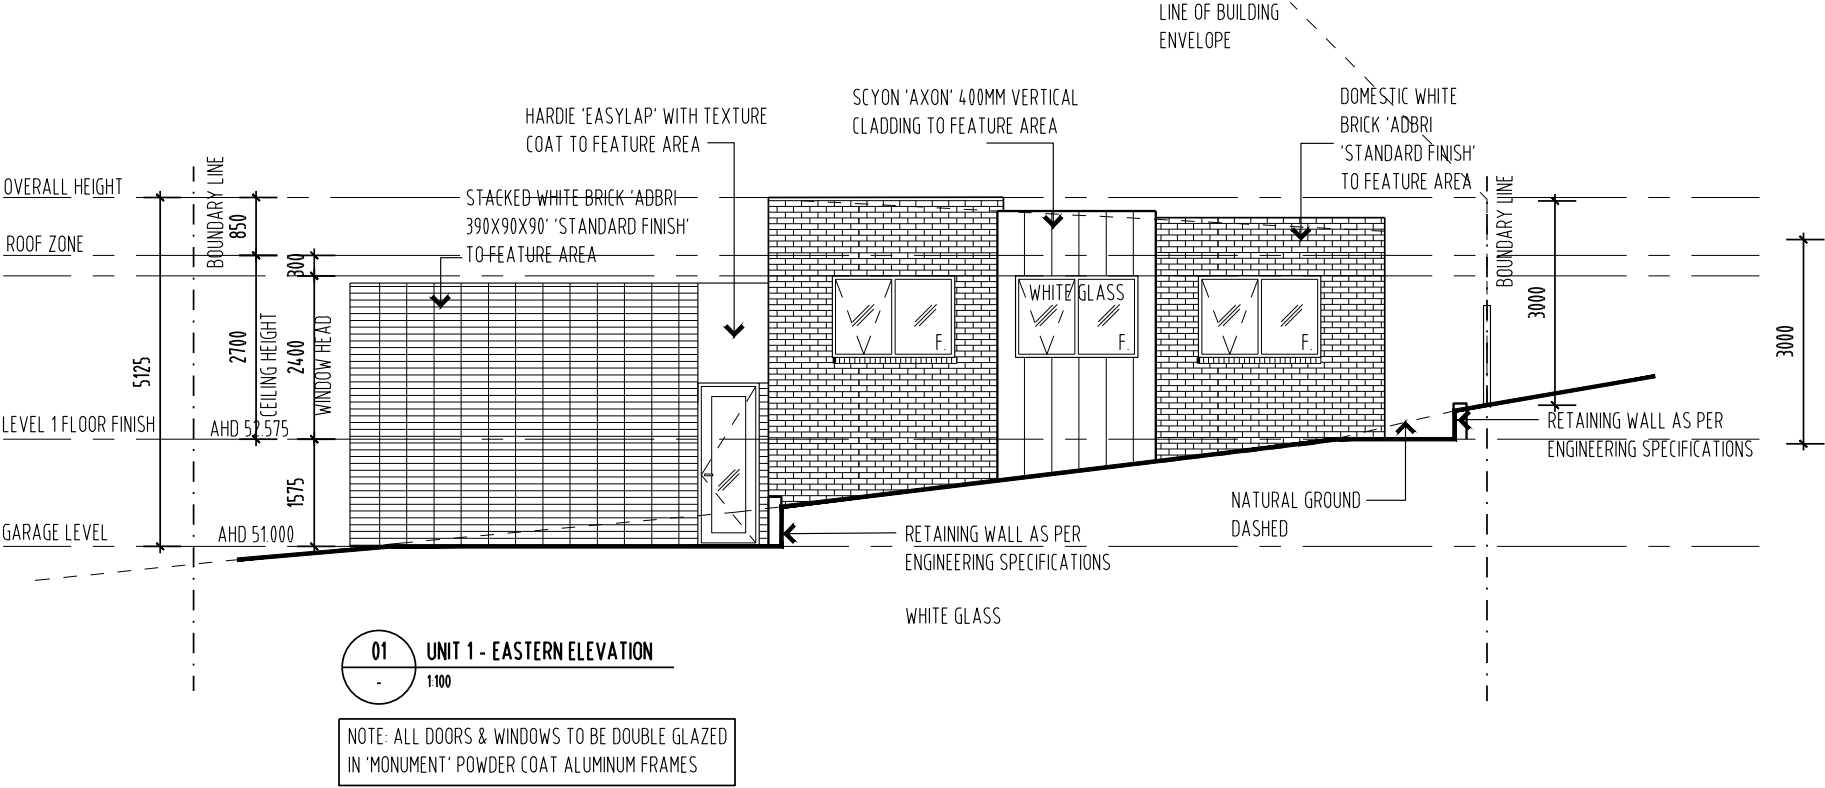 LINE OF BUILDING
ENVELOPE
SCYON 'AXON' 400MM VERTICAL
CLADDING TO FEATURE AREA
DOMESTIC WHITE
BRICK 'ADBRI
'STANDARD FINISH'
TO FEATURE AREA
HARDIE 'EASYLAP' WITH TEXTURE
COAT TO FEATURE AREA
STACKED WHITE BRICK 'ADBRI
390X90X90' 'STANDARD FINISH'
TO FEATURE AREA
OVERALL HEIGHT
ROOF ZONE
LEVEL 1 FLOOR FINISH
GARAGE LEVEL
BOUNDARY LINE
850
300
5125
2700
CEILING HEIGHT
2400
WINDOW HEAD
AHD 52.575
1575
AHD 51.000
WHITE GLASS
F.
F.
F.
BOUNDARY LINE
3000
3000
RETAINING WALL AS PER
ENGINEERING SPECIFICATIONS
NATURAL GROUND
DASHED
RETAINING WALL AS PER
ENGINEERING SPECIFICATIONS
WHITE GLASS
01
-
UNIT 1 - EASTERN ELEVATION
1:100
NOTE: ALL DOORS & WINDOWS TO BE DOUBLE GLAZED
IN 'MONUMENT' POWDER COAT ALUMINUM FRAMES